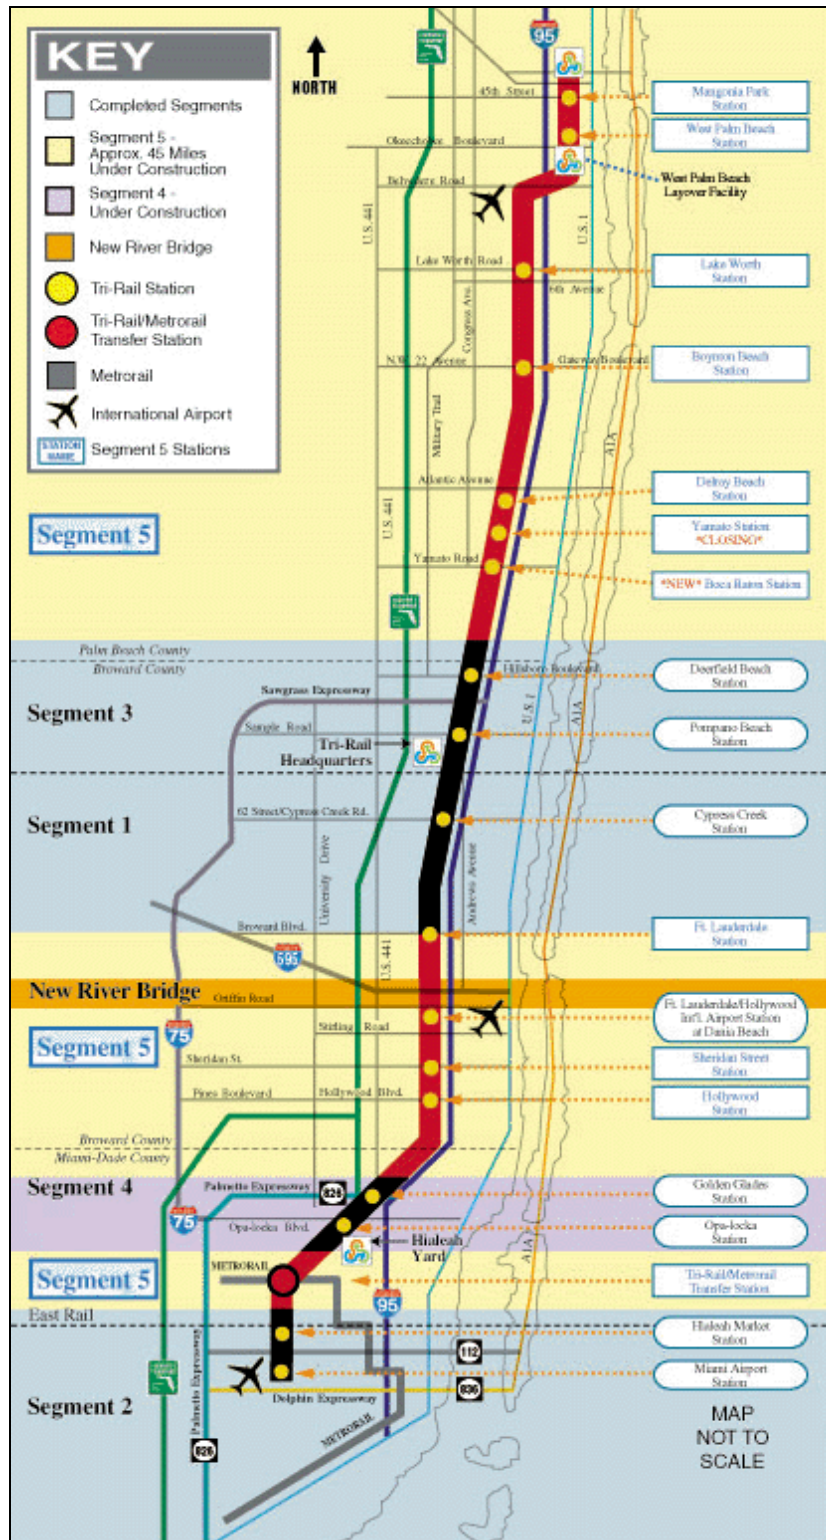 KEY
Completed Segments
Segment 5 -
Approx. 45 Miles
Under Construction
Segment 4 -
Under Construction
New River Bridge
Tri-Rail Station
Tri-Rail/Metrorail
Transfer Station
Metrorail
International Airport
STATION
NAME
Segment 5 Stations
NORTH
95
45th Street
Mangonia Park
Station
Okeechobee Boulevard
West Palm Beach
Station
West Palm Beach
Layover Facility
Belvedere Road
U.S. 441
U.S.1
Lake Worth Road
Lake Worth
Station
6th Avenue
Congress Ave.
N.W. 22 Avenue
Gateway Boulevard
Boynton Beach
Station
Military Trail
A1A
Atlantic Avenue
Delray Beach
Station
U.S. 441
Segment 5
Yamato Station
*CLOSING*
Yamato Road
*NEW* Boca Raton Station
Palm Beach County
Broward County
Hillsboro Boulevard
Deerfield Beach
Station
Sawgrass Expressway
U.S.1
A1A
Segment 3
Sample Road
Pompano Beach
Station
Tri-Rail
Headquarters
Segment 1
62 Street/Cypress Creek Rd.
Cypress Creek
Station
University Drive
Andrews Avenue
Broward Blvd.
Ft. Lauderdale
Station
595
U.S. 441
New River Bridge
Griffin Road
Ft. Lauderdale/Hollywood
Int'l. Airport Station
at Dania Beach
Stirling Road
75
Segment 5
Sheridan St.
Sheridan Street
Station
Pines Boulevard
Hollywood Blvd.
Hollywood
Station
Broward County
Miami-Dade County
Segment 4
Palmetto Expressway
826
Golden Glades
Station
75
Opa-locka Blvd.
Opa-locka
Station
Hialeah
Yard
A1A
Segment 5
METRORAIL
Tri-Rail/Metrorail
Transfer Station
East Rail
95
Hialeah Market
Station
Palmetto Expressway
112
Miami Airport
Station
Segment 2
Dolphin Expressway
836
METRORAIL
826
MAP
NOT TO
SCALE